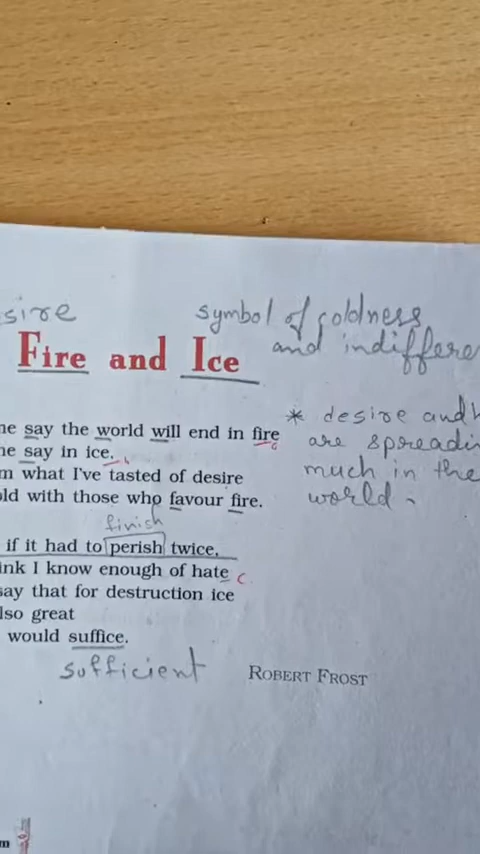 sire
symbol of coldness
and indiffere
Fire and Ice
ne say the world will end in fire
ne say in ice.
m what I've tasted of desire
old with those who favour fire.
* desire and h
are spreadin
much in the
world.
finish
if it had to perish twice,
ink I know enough of hate
say that for destruction ice
lso great
would suffice.
sufficient
ROBERT FROST
m